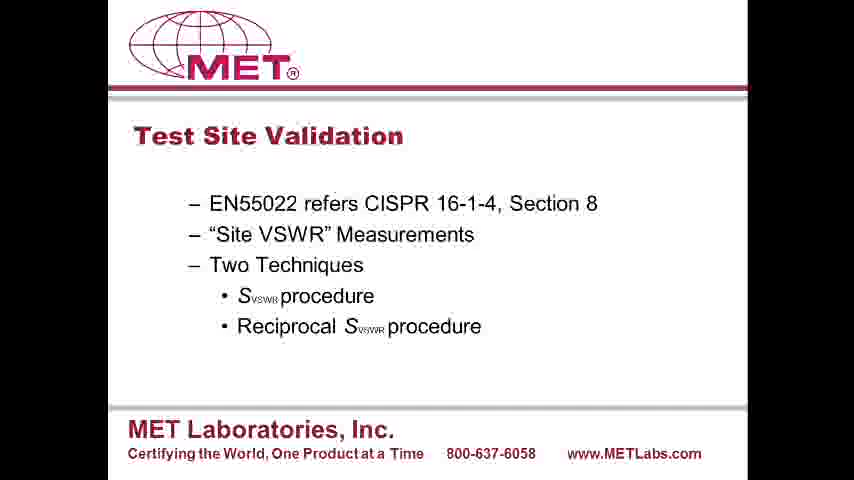 MET®
Test Site Validation
– EN55022 refers CISPR 16-1-4, Section 8
– “Site VSWR” Measurements
– Two Techniques
• SVSWR procedure
• Reciprocal SVSWR procedure
MET Laboratories, Inc.
Certifying the World, One Product at a Time 800-637-6058 www.METLabs.com